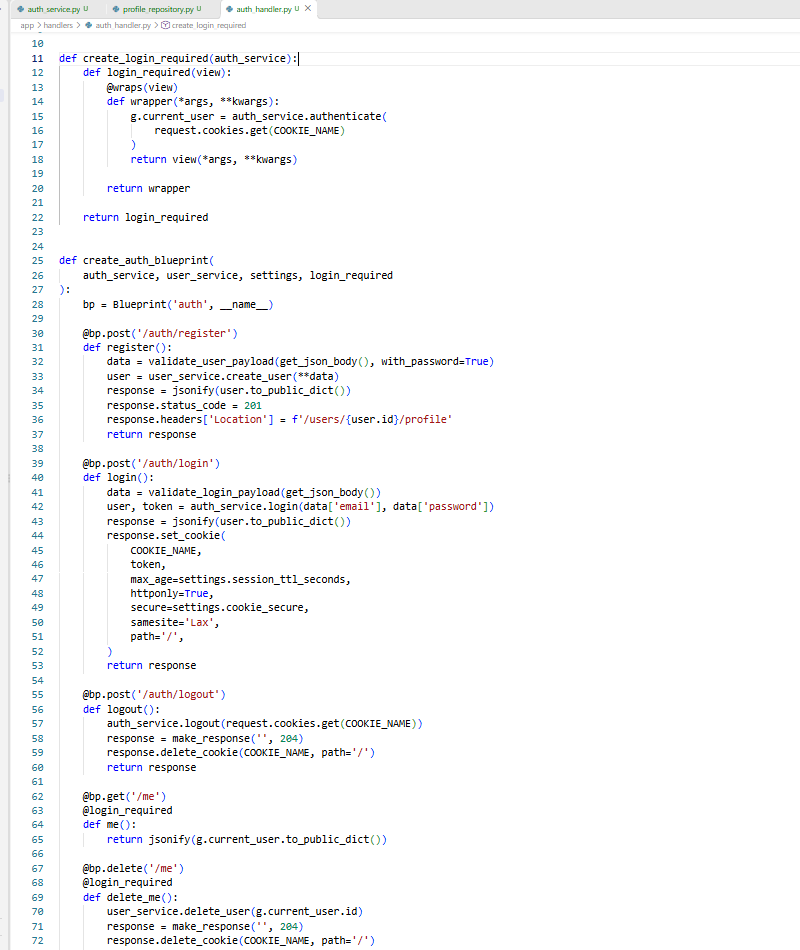 auth_service.py U profile_repository.py U auth_handler.py U ×
app > handlers > auth_handler.py > create_login_required
10
11 def create_login_required(auth_service):
12     def login_required(view):
13         @wraps(view)
14         def wrapper(*args, **kwargs):
15             g.current_user = auth_service.authenticate(
16                 request.cookies.get(COOKIE_NAME)
17             )
18             return view(*args, **kwargs)
19
20         return wrapper
21
22     return login_required
23
24
25 def create_auth_blueprint(
26     auth_service, user_service, settings, login_required
27 ):
28     bp = Blueprint('auth', __name__)
29
30     @bp.post('/auth/register')
31     def register():
32         data = validate_user_payload(get_json_body(), with_password=True)
33         user = user_service.create_user(**data)
34         response = jsonify(user.to_public_dict())
35         response.status_code = 201
36         response.headers['Location'] = f'/users/{user.id}/profile'
37         return response
38
39     @bp.post('/auth/login')
40     def login():
41         data = validate_login_payload(get_json_body())
42         user, token = auth_service.login(data['email'], data['password'])
43         response = jsonify(user.to_public_dict())
44         response.set_cookie(
45             COOKIE_NAME,
46             token,
47             max_age=settings.session_ttl_seconds,
48             httponly=True,
49             secure=settings.cookie_secure,
50             samesite='Lax',
51             path='/',
52         )
53         return response
54
55     @bp.post('/auth/logout')
56     def logout():
57         auth_service.logout(request.cookies.get(COOKIE_NAME))
58         response = make_response('', 204)
59         response.delete_cookie(COOKIE_NAME, path='/')
60         return response
61
62     @bp.get('/me')
63     @login_required
64     def me():
65         return jsonify(g.current_user.to_public_dict())
66
67     @bp.delete('/me')
68     @login_required
69     def delete_me():
70         user_service.delete_user(g.current_user.id)
71         response = make_response('', 204)
72         response.delete_cookie(COOKIE_NAME, path='/')